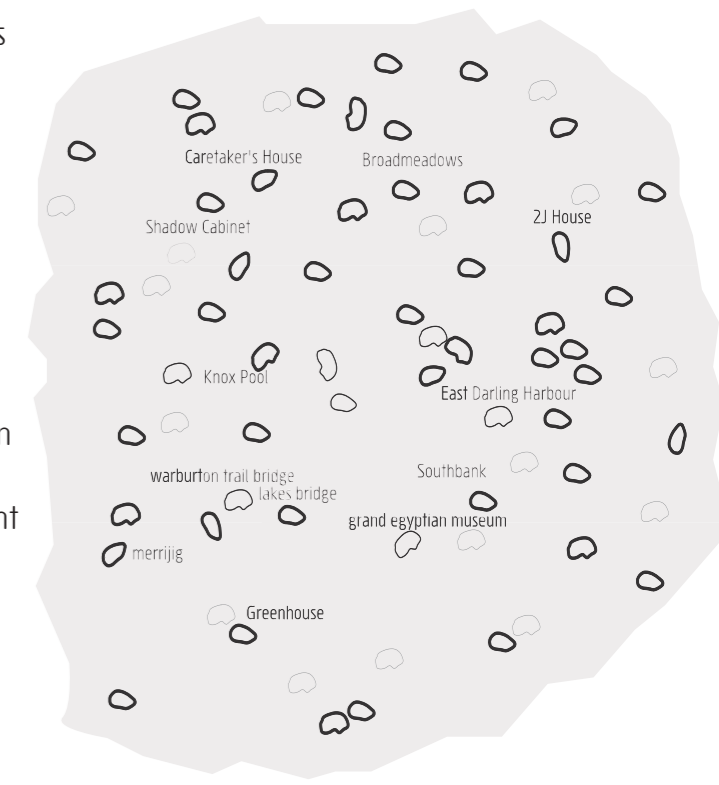 s
Caretaker's House
Broadmeadows
2J House
Shadow Cabinet
Knox Pool
East Darling Harbour
n
warburton trail bridge
Southbank
lakes bridge
nt
grand egyptian museum
merrijig
Greenhouse